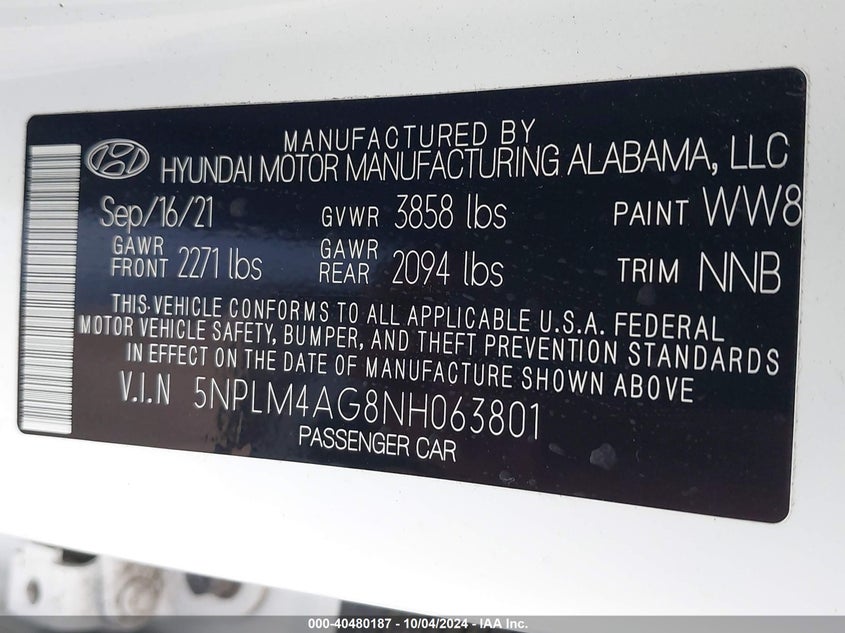 MANUFACTURED BY
HYUNDAI MOTOR MANUFACTURING ALABAMA, LLC
Sep/16/21 GVWR 3858 lbs PAINT WW8
GAWR FRONT 2271 lbs GAWR REAR 2094 lbs TRIM NNB
THIS VEHICLE CONFORMS TO ALL APPLICABLE U.S.A. FEDERAL
MOTOR VEHICLE SAFETY, BUMPER, AND THEFT PREVENTION STANDARDS
IN EFFECT ON THE DATE OF MANUFACTURE SHOWN ABOVE
V.I.N 5NPLM4AG8NH063801
PASSENGER CAR
000-40480187 - 10/04/2024 - IAA Inc.